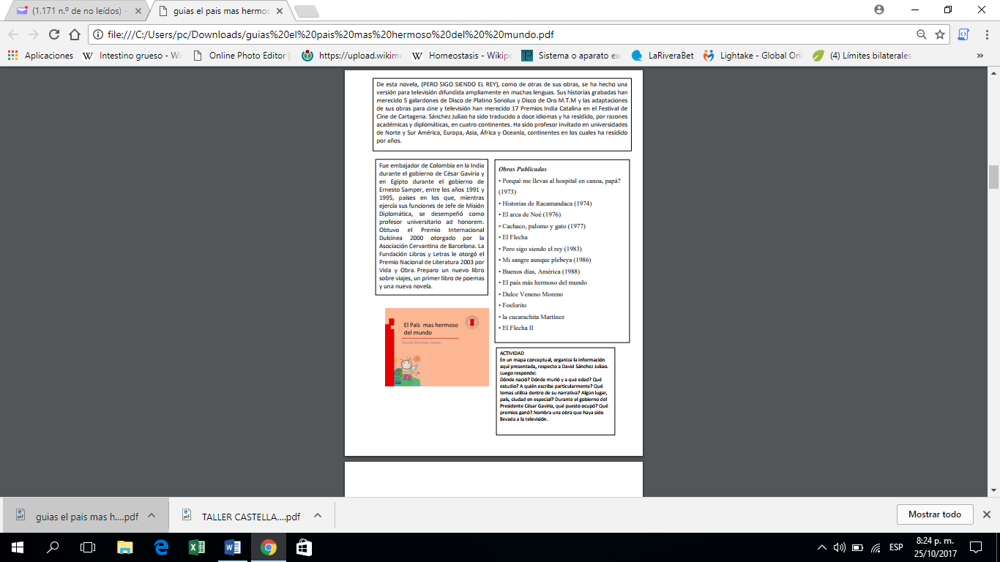 (1.171 n.º de no leídos) -
guias el pais mas hermos
file:///C:/Users/pc/Downloads/guias%20el%20pais%20mas%20hermoso%20del%20%20mundo.pdf
Aplicaciones
Intestino grueso - Wi
Online Photo Editor |
https://upload.wikime
Homeostasis - Wikipe
Sistema o aparato exc
LaRiveraBet
Lightake - Global Onl
(4) Límites bilaterales
De esta novela, (PERO SIGO SIENDO EL REY), como de otras de sus obras, se ha hecho una
versión para televisión difundida ampliamente en muchas lenguas. Sus historias grabadas han
merecido 5 galardones de Disco de Platino Sonolux y Disco de Oro M.T.M y las adaptaciones
de sus obras para cine y televisión han merecido 17 Premios India Catalina en el Festival de
Cine de Cartagena. Sánchez Juliao ha sido traducido a doce idiomas y ha residido, por razones
académicas y diplomáticas, en cuatro continentes. Ha sido profesor invitado en universidades
de Norte y Sur América, Europa, Asia, África y Oceanía, continentes en los cuales ha residido
por años.
Fue embajador de Colombia en la India
durante el gobierno de César Gaviria y
en Egipto durante el gobierno de
Ernesto Samper, entre los años 1991 y
1995, países en los que, mientras
ejercía sus funciones de Jefe de Misión
Diplomática, se desempeñó como
profesor universitario ad honorem.
Obtuvo el Premio Internacional
Dulcinea 2000 otorgado por la
Asociación Cervantina de Barcelona. La
Fundación Libros y Letras le otorgó el
Premio Nacional de Literatura 2003 por
Vida y Obra. Preparo un nuevo libro
sobre viajes, un primer libro de poemas
y una nueva novela.
Obras Publicadas
• Porqué me llevas al hospital en canoa, papá?
(1973)
• Historias de Racamandaca (1974)
• El arca de Noé (1976)
• Cachaco, palomo y gato (1977)
• El Flecha
• Pero sigo siendo el rey (1983)
• Mi sangre aunque plebeya (1986)
• Buenos días, América (1988)
• El país más hermoso del mundo
• Dulce Veneno Moreno
• Fosforito
• la cucarachita Martínez
• El Flecha II
El País mas hermoso
del mundo
David Sánchez Juliao
ACTIVIDAD
En un mapa conceptual, organiza la información
aquí presentada, respecto a David Sánchez Juliao.
Luego responde:
Dónde nació? Dónde murió y a qué edad? Qué
estudio? A quién escribe particularmente? Qué
temas utiliza dentro de su narrativa? Algún lugar,
país, ciudad en especial? Durante el gobierno del
Presidente César Gaviria, qué puesto ocupó? Qué
premios ganó? Nombra una obra que haya sido
llevada a la televisión.
guias el pais mas h....pdf
TALLER CASTELLA....pdf
Mostrar todo
ESP
8:24 p. m.
25/10/2017